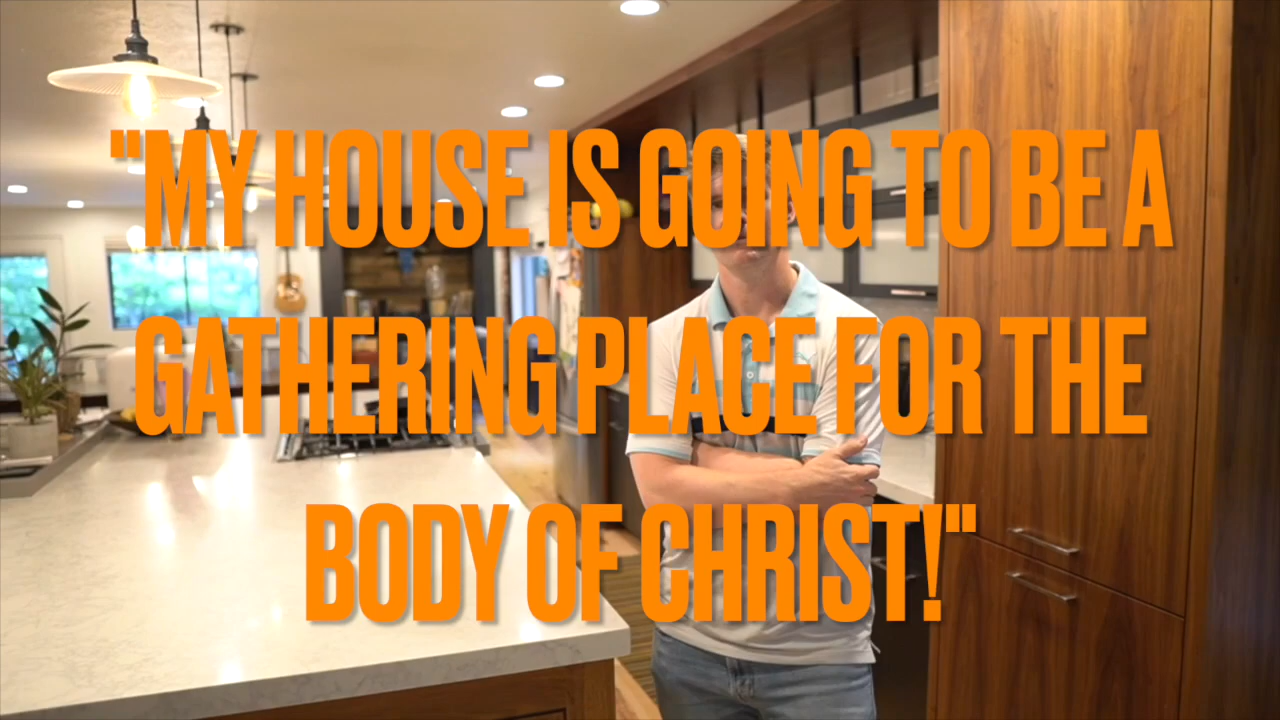 "MY HOUSE IS GOING TO BE A
GATHERING PLACE FOR THE
BODY OF CHRIST!"